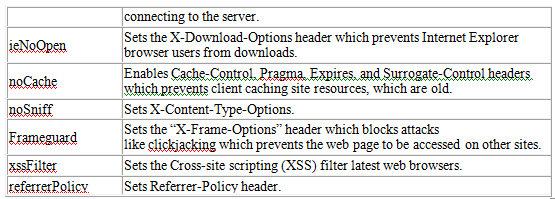 connecting to the server.
ieNoOpen
Sets the X-Download-Options header which prevents Internet Explorer
browser users from downloads.
noCache
Enables Cache-Control, Pragma, Expires, and Surrogate-Control headers
which prevents client caching site resources, which are old.
noSniff
Sets X-Content-Type-Options.
Frameguard
Sets the “X-Frame-Options” header which blocks attacks
like clickjacking which prevents the web page to be accessed on other sites.
xssFilter
Sets the Cross-site scripting (XSS) filter latest web browsers.
referrerPolicy
Sets Referrer-Policy header.